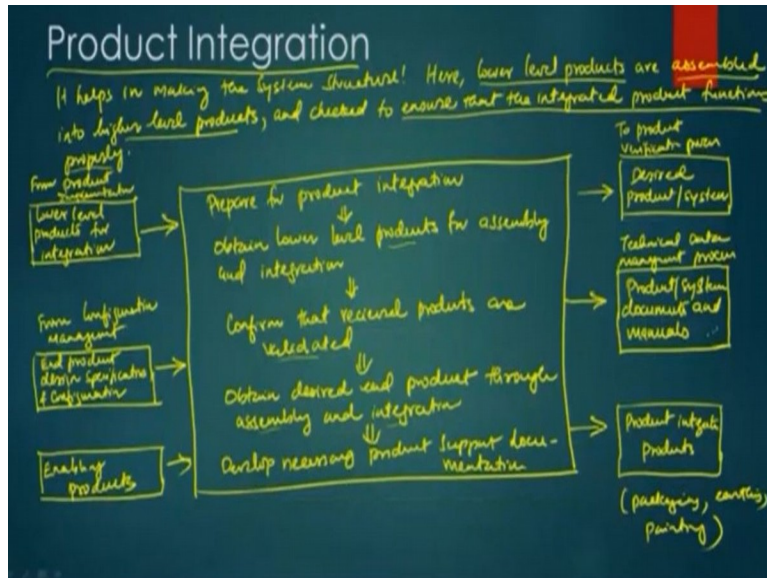 Product Integration
It helps in making the System Structure! Here, lower level products are assembled
into higher level products, and checked to ensure that the integrated product functions
properly.
From product
lower level
products for
integration
From Configuration
management
End product
design specification
& Configuration
Enabling
products
Prepare for product integration
Obtain lower level products for assembly
and integration
Confirm that received products are
validated
Obtain desired end product through
assembly and integration
Develop necessary product support docu-
mentation
To product
verification process
Desired
product/system
Technical data
management process
Product/system
documents and
manuals
Product integration
Products
(packaging,
painting)